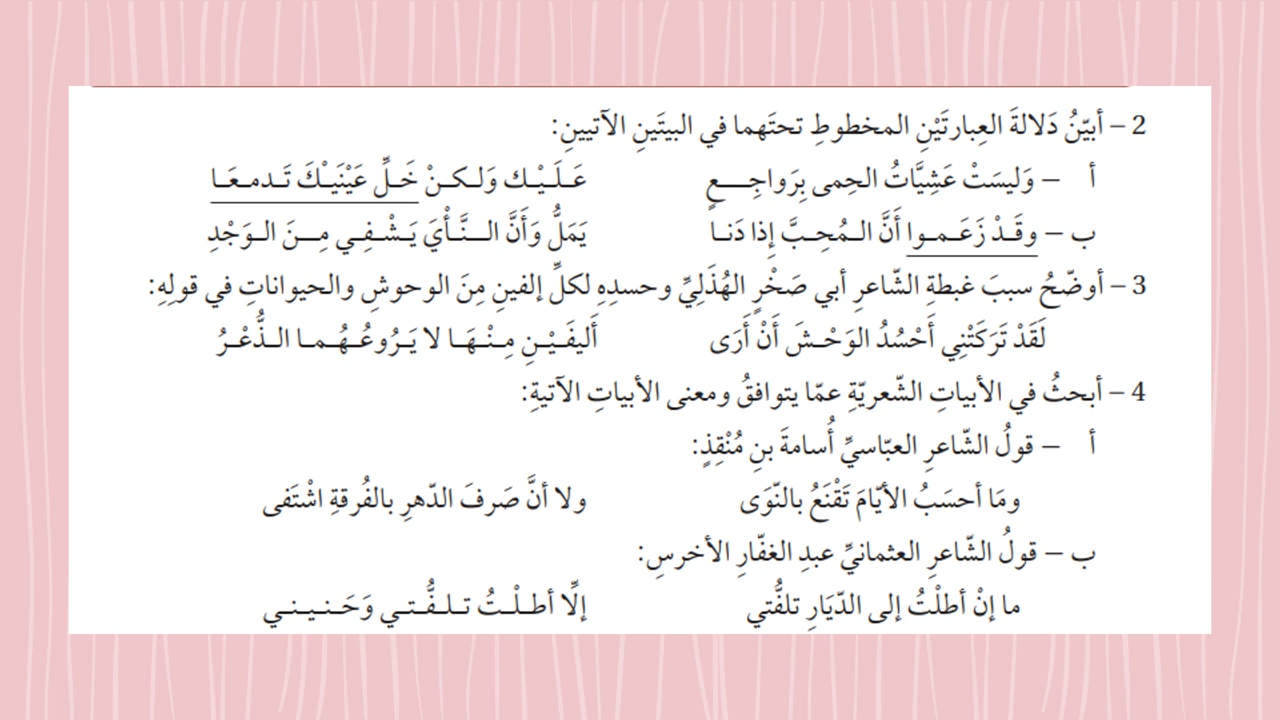 2 – أبيّنُ دَلالةَ العِبارتَيْنِ المخطوطِ تحتَهما في البيتَينِ الآتيينِ:
أ – وَليسَتْ عَشِيَّاتُ الحِمى بِرَواجِعٍ عَلَيْك وَلكنْ خَلِّ عَيْنَيْكَ تَدمعَا
ب – وقَدْ زَعَموا أَنَّ المُحِبَّ إِذا دَنا يَمَلُّ وَأَنَّ النَّأْيَ يَشْفِي مِنَ الوَجْدِ
3 – أوضّحُ سببَ غبطةِ الشّاعرِ أبي صَخْرٍ الهُذَلِيِّ وحسدِهِ لكلِّ إلفينِ مِنَ الوحوشِ والحيواناتِ في قولِهِ:
لَقَدْ تَرَكَتْنِي أَحْسُدُ الوَحْشَ أَنْ أَرَى أَليفَيْنِ مِنْهَا لا يَرُوعُهُما الذُّعْرُ
4 – أبحثُ في الأبياتِ الشّعريّةِ عمّا يتوافقُ ومعنى الأبياتِ الآتيةِ:
أ – قولُ الشّاعرِ العبّاسيِّ أُسامةَ بنِ مُنْقِذٍ:
ومَا أحسَبُ الأيّامَ تَقْنَعُ بالنّوَى ولا أنَّ صَرفَ الدّهرِ بالفُرقةِ اشْتَفى
ب – قولُ الشّاعرِ العثمانيِّ عبدِ الغفّارِ الأخرسِ:
ما إنْ أطلْتُ إلى الدّيَارِ تلفُّتي إلّا أطلْتُ تلفُّتي وَحَنيني